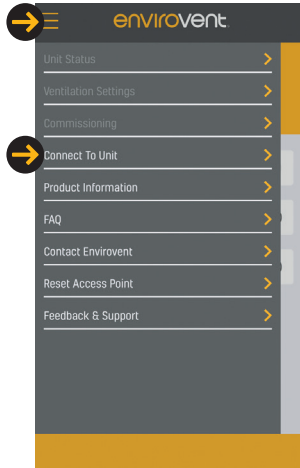 envirovent
Unit Status
Ventilation Settings
Commissioning
Connect To Unit
Product Information
FAQ
Contact Envirovent
Reset Access Point
Feedback & Support